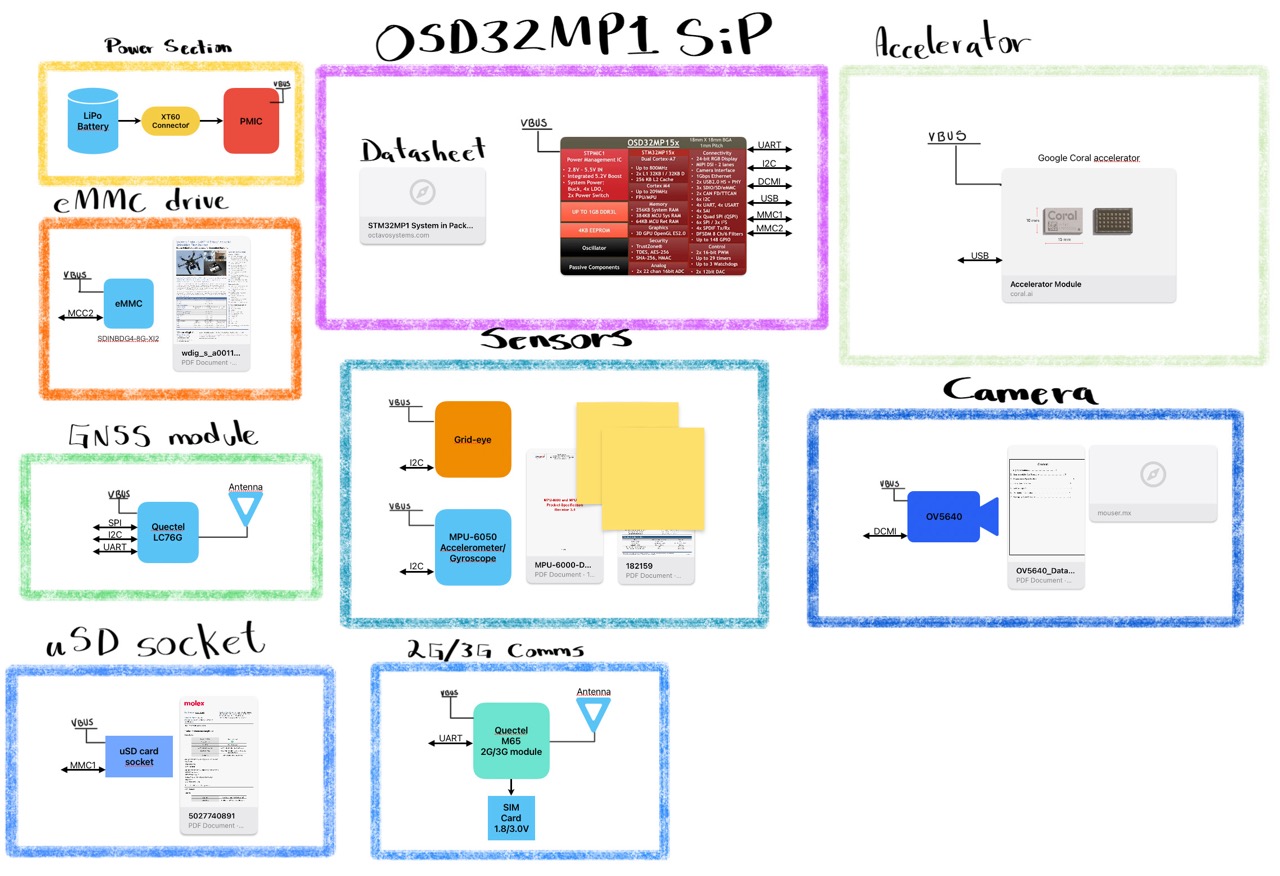 Power Section
VBUS
LiPo
Battery
XT60
Connector
PMIC
eMMC drive
VBUS
eMMC
MCC2
SDINBDG4-8G-XI2
wdig_s_a0011...
PDF Document -...
GNSS module
VBUS
SPI
I2C
UART
Quectel
LC76G
Antenna
uSD socket
VBUS
MMC1
uSD card
socket
molex
5027740891
PDF Document -...
OSD32MP1 SiP
Datasheet
STM32MP1 System in Pack...
octavosystems.com
VBUS
OSD32MP15x
18mm X 18mm BGA
1mm Pitch
STPMIC1
Power Management IC
• 2.8V - 5.5V IN
• Integrated 5.2V Boost
• System Power:
Buck, 4x LDO,
2x Power Switch
UP TO 1GB DDR3L
4KB EEPROM
Oscillator
Passive Components
STM32MP15x
Dual Cortex-A7
• Up to 800MHz
• 2x L1 32KB I / 32KB D
• 256 KB L2 Cache
Cortex M4
• Up to 209MHz
• FPU/MPU
Memory
• 256KB System RAM
• 384KB MCU Sys RAM
• 64KB MCU Ret RAM
Graphics
• 3D GPU OpenGL ES2.0
Security
• TrustZone®
• TDES, AES-256
• SHA-256, HMAC
Analog
• 2x 22 chan 16bit ADC
Connectivity
• 24-bit RGB Display
• MIPI DSI - 2 lanes
• Camera Interface
• 1Gbps Ethernet
• 2x USB2.0 HS + PHY
• 3x SDIO/SD/eMMC
• 2x CAN FD/TTCAN
• 6x I2C
• 4x UART, 4x USART
• 4x SAI
• 2x Quad SPI (QSPI)
• 6x SPI / 3x I2S
• 4x SPDIF Tx/Rx
• DFSDM 8 Ch/6 Filters
• Up to 148 GPIO
Control
• 2x 16-bit PWM
• Up to 29 timers
• Up to 3 Watchdogs
• 2x 12bit DAC
UART
I2C
DCMI
USB
MMC1
MMC2
Sensors
VBUS
Grid-eye
I2C
VBUS
MPU-6050
Accelerometer/
Gyroscope
I2C
MPU-6000-D...
PDF Document · 1...
182159
PDF Document -...
2G/3G Comms
VBUS
UART
Quectel
M65
2G/3G module
Antenna
SIM
Card
1.8/3.0V
Accelerator
VBUS
Google Coral accelerator
Coral
10 mm
15 mm
USB
Accelerator Module
coral.ai
Camera
VBUS
OV5640
DCMI
OV5640_Data...
PDF Document -...
mouser.mx